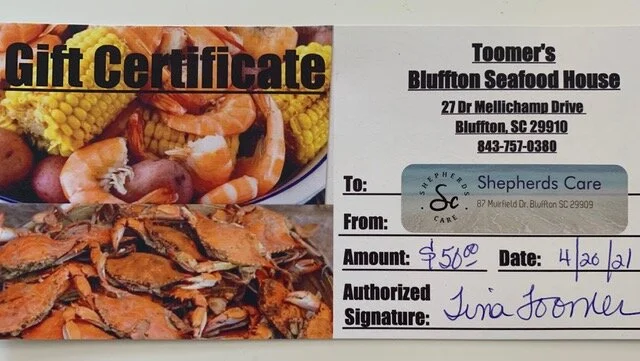 Gift Certificate
Toomer's
Bluffton Seafood House
27 Dr Mellichamp Drive
Bluffton, SC 29910
843-757-0380
To:
From:
SHEPHERDS
Sc
CARE
Shepherds Care
87 Muirfield Dr. Bluffton SC 29909
Amount: $50.00 Date: 4/20/21
Authorized
Signature: Tina Toomer